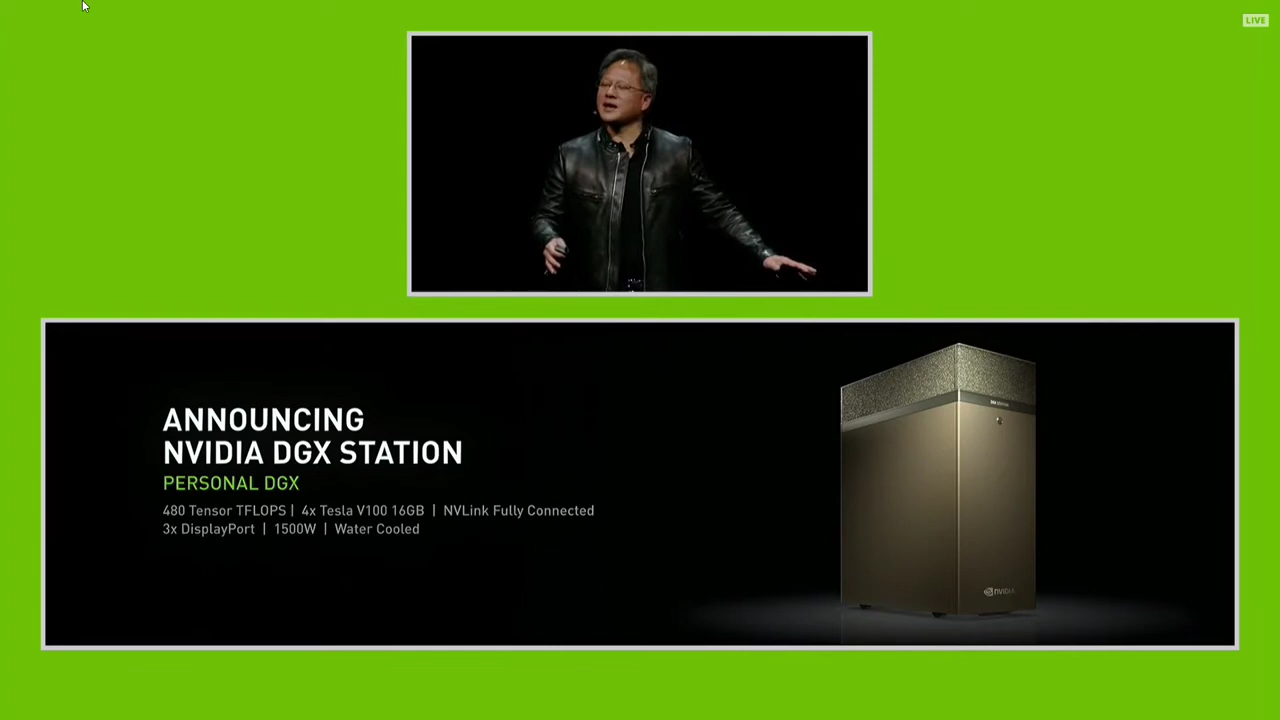 LIVE
ANNOUNCING
NVIDIA DGX STATION
PERSONAL DGX
480 Tensor TFLOPS | 4x Tesla V100 16GB | NVLink Fully Connected
3x DisplayPort | 1500W | Water Cooled
NVIDIA